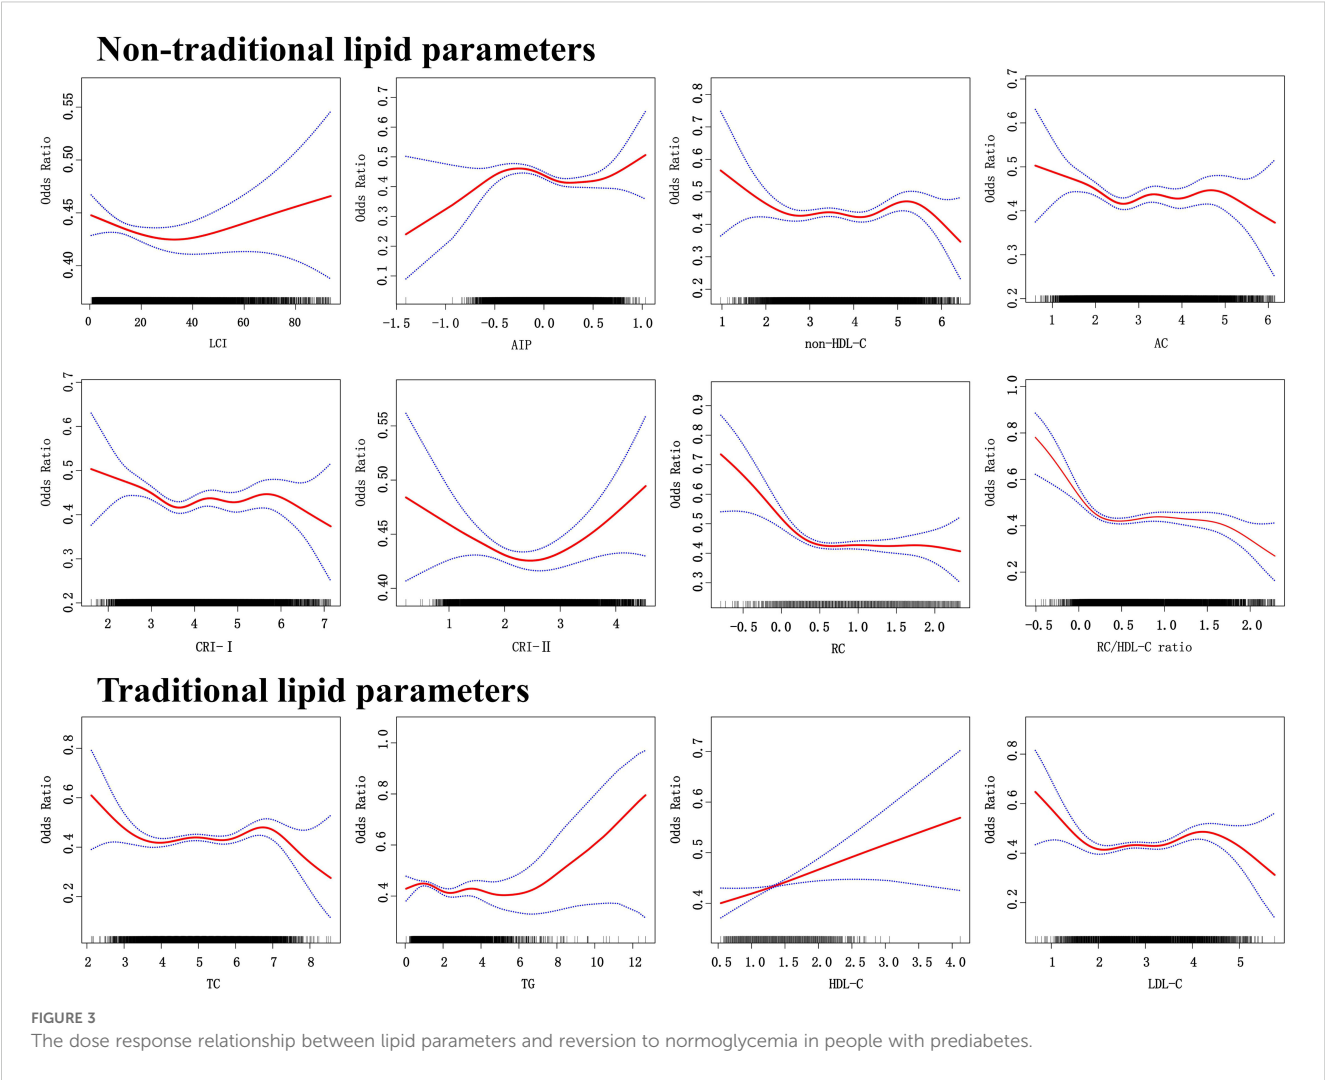 Non-traditional lipid parameters
Odds Ratio
0.40 0.45 0.50 0.55
0 20 40 60 80
LCI
Odds Ratio
0.1 0.2 0.3 0.4 0.5 0.6 0.7
-1.5 -1.0 -0.5 0.0 0.5 1.0
AIP
Odds Ratio
0.2 0.3 0.4 0.5 0.6 0.7 0.8
1 2 3 4 5 6
non-HDL-C
Odds Ratio
0.2 0.3 0.4 0.5 0.6 0.7
1 2 3 4 5 6
AC
Odds Ratio
0.2 0.3 0.4 0.5 0.6 0.7
2 3 4 5 6 7
CRI-Ⅰ
Odds Ratio
0.40 0.45 0.50 0.55
1 2 3 4
CRI-Ⅱ
Odds Ratio
0.3 0.4 0.5 0.6 0.7 0.8 0.9
-0.5 0.0 0.5 1.0 1.5 2.0
RC
Odds Ratio
0.2 0.4 0.6 0.8 1.0
-0.5 0.0 0.5 1.0 1.5 2.0
RC/HDL-C ratio
Traditional lipid parameters
Odds Ratio
0.2 0.4 0.6 0.8
2 3 4 5 6 7 8
TC
Odds Ratio
0.4 0.6 0.8 1.0
0 2 4 6 8 10 12
TG
Odds Ratio
0.4 0.5 0.6 0.7
0.5 1.0 1.5 2.0 2.5 3.0 3.5 4.0
HDL-C
Odds Ratio
0.2 0.4 0.6 0.8
1 2 3 4 5
LDL-C
FIGURE 3
The dose response relationship between lipid parameters and reversion to normoglycemia in people with prediabetes.